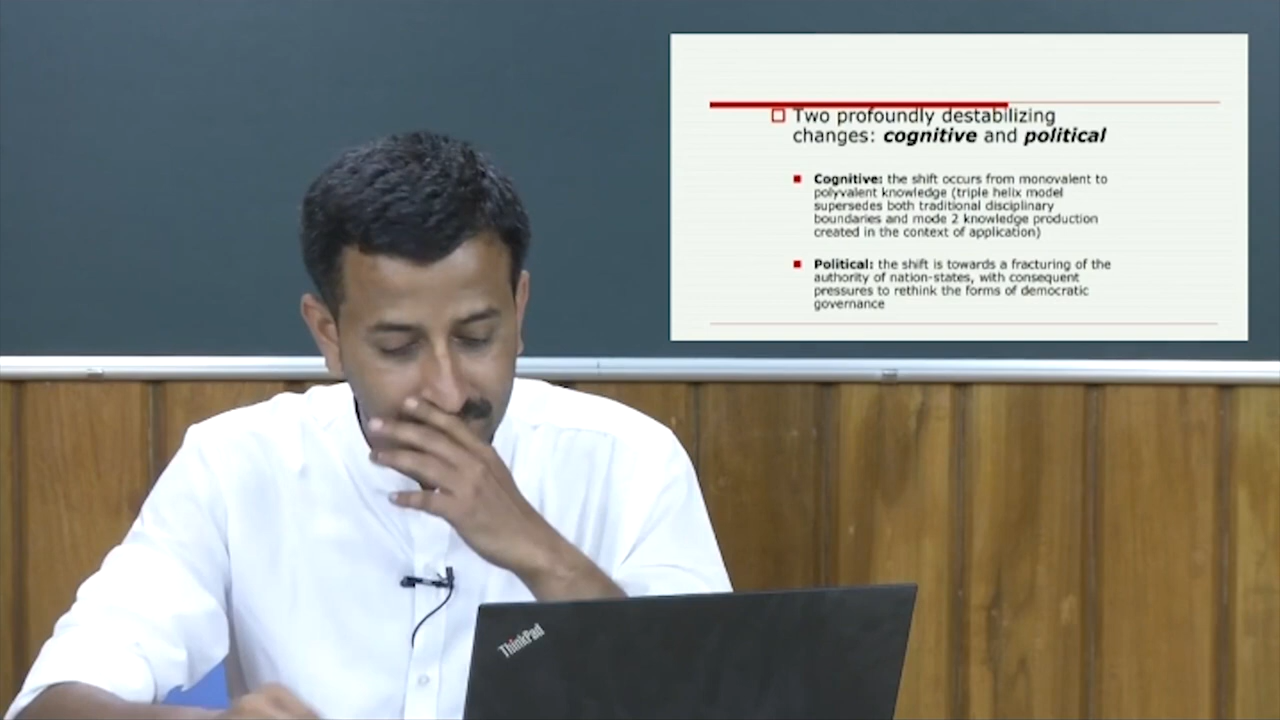 Two profoundly destabilizing
changes: cognitive and political
Cognitive: the shift occurs from monovalent to
polyvalent knowledge (triple helix model
supersedes both traditional disciplinary
boundaries and mode 2 knowledge production
created in the context of application)
Political: the shift is towards a fracturing of the
authority of nation-states, with consequent
pressures to rethink the forms of democratic
governance
ThinkPad